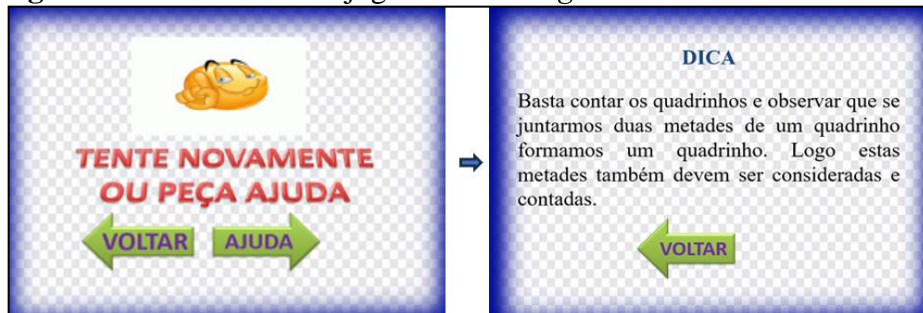 TENTE NOVAMENTE
OU PEÇA AJUDA
VOLTAR
AJUDA
DICA
Basta contar os quadrinhos e observar que se
juntarmos duas metades de um quadrinho
formamos um quadrinho. Logo estas
metades também devem ser consideradas e
contadas.
VOLTAR